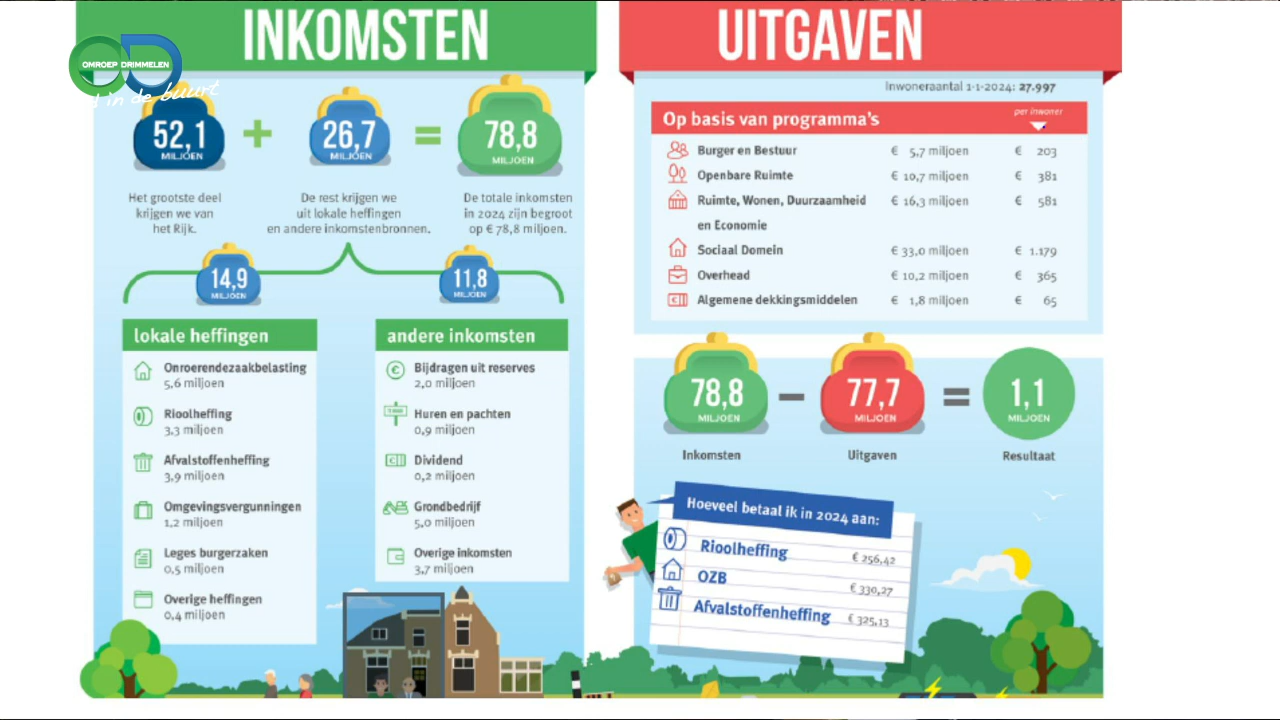 INKOMSTEN
OMROEP DRIMMELEN
in de buurt
52,1
MILJOEN
+
26,7
MILJOEN
=
78,8
MILJOEN
Het grootste deel
krijgen we van
het Rijk.
De rest krijgen we
uit lokale heffingen
en andere inkomstenbronnen.
De totale inkomsten
in 2024 zijn begroot
op € 78,8 miljoen.
14,9
MILJOEN
11,8
MILJOEN
lokale heffingen
Onroerendezaakbelasting
5,6 miljoen
Rioolheffing
3,3 miljoen
Afvalstoffenheffing
3,9 miljoen
Omgevingsvergunningen
1,2 miljoen
Leges burgerzaken
0,5 miljoen
Overige heffingen
0,4 miljoen
andere inkomsten
Bijdragen uit reserves
2,0 miljoen
Huren en pachten
0,9 miljoen
Dividend
0,2 miljoen
Grondbedrijf
5,0 miljoen
Overige inkomsten
3,7 miljoen
UITGAVEN
Inwoneraantal 1-1-2024: 27.997
Op basis van programma's per inwoner
Burger en Bestuur € 5,7 miljoen € 203
Openbare Ruimte € 10,7 miljoen € 381
Ruimte, Wonen, Duurzaamheid € 16,3 miljoen € 581
en Economie
Sociaal Domein € 33,0 miljoen € 1.179
Overhead € 10,2 miljoen € 365
Algemene dekkingsmiddelen € 1,8 miljoen € 65
78,8
MILJOEN
Inkomsten
–
77,7
MILJOEN
Uitgaven
=
1,1
MILJOEN
Resultaat
Hoeveel betaal ik in 2024 aan:
Rioolheffing € 256,42
OZB € 330,27
Afvalstoffenheffing € 325,13